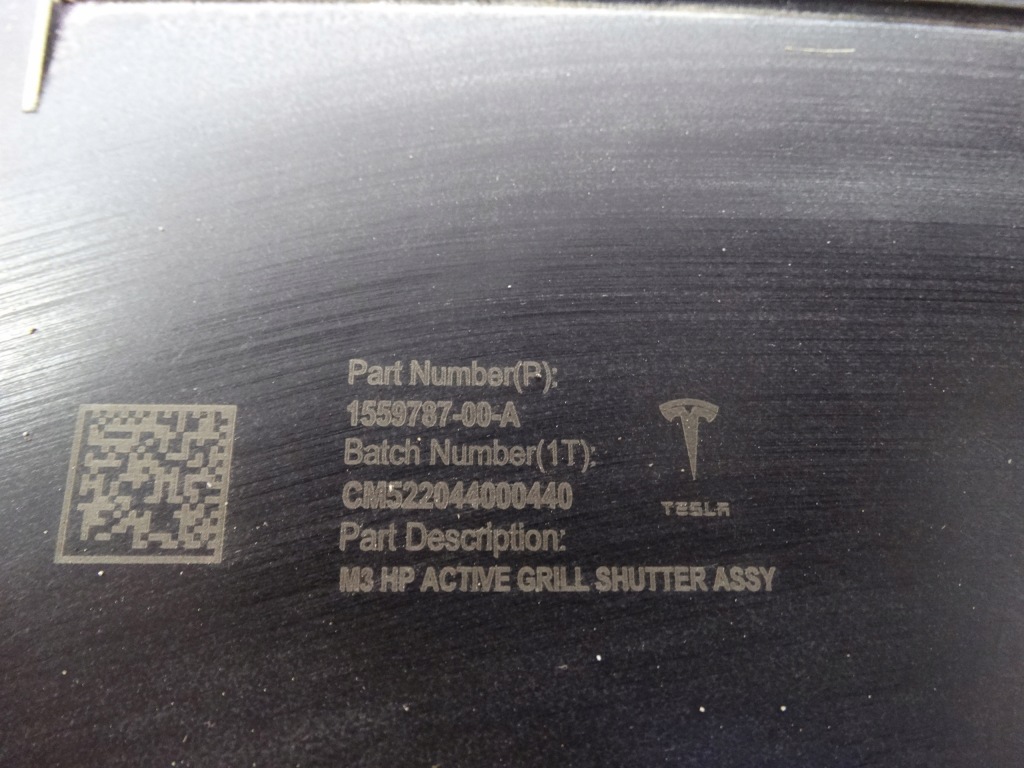 Part Number(P):
1559787-00-A
Batch Number(1T):
CM522044000440
Part Description:
M3 HP ACTIVE GRILL SHUTTER ASSY
TESLA